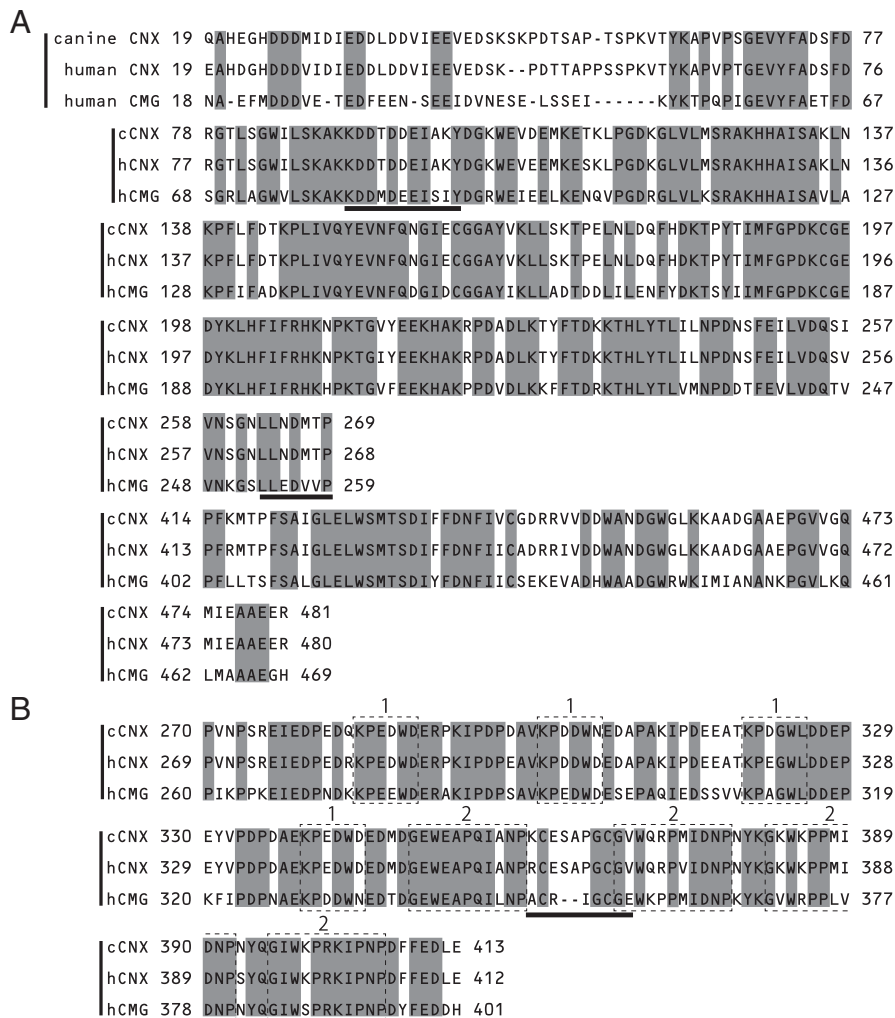 A
canine CNX 19 QAHEGHDDDMIDIEDDLDDVIEEVEDSKSKPDTSAP-TSPKVTYKAPVPSGEVYFADSFD 77
human CNX 19 EAHDGHDDDVIDIEDDLDDVIEEVEDSK--PDTTAPPSSPKVTYKAPVPTGEVYFADSFD 76
human CMG 18 NA-EFMDDDVE-TEDFEEN-SEEIDVNESE-LSSEI------KYKTPQPIGEVYFAETFD 67
cCNX 78 RGTLSGWILSKAKKDDTDDEIAKYDGKWEVDEMKETKLPGDKGLVLMSRAKHHAISAKLN 137
hCNX 77 RGTLSGWILSKAKKDDTDDEIAKYDGKWEVEEMKESKLPGDKGLVLMSRAKHHAISAKLN 136
hCMG 68 SGRLAGWVLSKAKKDDMDEEISIYDGRWEIEELKENQVPGDRGLVLKSRAKHHAISAVLA 127
cCNX 138 KPFLFDTKPLIVQYEVNFQNGIECGGAYVKLLSKTPELNLDQFHDKTPYTIMFGPDKCGE 197
hCNX 137 KPFLFDTKPLIVQYEVNFQNGIECGGAYVKLLSKTPELNLDQFHDKTPYTIMFGPDKCGE 196
hCMG 128 KPFIFADKPLIVQYEVNFQDGIDCGGAYIKLLADTDDLILENFYDKTSYIIMFGPDKCGE 187
cCNX 198 DYKLHFIFRHKNPKTGVYEEKHAKRPDADLKTYFTDKKTHLYTLILNPDNSFEILVDQSI 257
hCNX 197 DYKLHFIFRHKNPKTGIYEEKHAKRPDADLKTYFTDKKTHLYTLILNPDNSFEILVDQSV 256
hCMG 188 DYKLHFIFRHKHPKTGVFEEKHAKPPDVDLKKFFTDRKTHLYTLVMNPDDTFEVLVDQTV 247
cCNX 258 VNSGNLLNDMTP 269
hCNX 257 VNSGNLLNDMTP 268
hCMG 248 VNKGSLLEDVVP 259
cCNX 414 PFKMTPFSAIGLELWSMTSDIFFDNFIVCGDRRVVDDWANDGWGLKKAADGAAEPGVVGQ 473
hCNX 413 PFRMTPFSAIGLELWSMTSDIFFDNFIICADRRIVDDWANDGWGLKKAADGAAEPGVVGQ 472
hCMG 402 PFLLTSFSALGLELWSMTSDIYFDNFIICSEKEVADHWAADGWRWKIMIANANKPGVLKQ 461
cCNX 474 MIEAAEER 481
hCNX 473 MIEAAEER 480
hCMG 462 LMAAAEGH 469
B
1 1 1
cCNX 270 PVNPSREIEDPEDQKPEDWDERPKIPDPDAVKPDDWNEDAPAKIPDEEATKPDGWLDDEP 329
hCNX 269 PVNPSREIEDPEDRKPEDWDERPKIPDPEAVKPDDWDEDAPAKIPDEEATKPEGWLDDEP 328
hCMG 260 PIKPPKEIEDPNDKKPEEWDERAKIPDPSAVKPEDWDESEPAQIEDSSVVKPAGWLDDEP 319
1 2 2 2
cCNX 330 EYVPDPDAEKPEDWDEDMDGEWEAPQIANPKCESAPGCGVWQRPMIDNPNYKGKWKPPMI 389
hCNX 329 EYVPDPDAEKPEDWDEDMDGEWEAPQIANPRCESAPGCGVWQRPVIDNPNYKGKWKPPMI 388
hCMG 320 KFIPDPNAEKPDDWNEDTDGEWEAPQILNPACR--IGCGEWKPPMIDNPKYKGVWRPPLV 377
2
cCNX 390 DNPNYQGIWKPRKIPNPDFFEDLE 413
hCNX 389 DNPSYQGIWKPRKIPNPDFFEDLE 412
hCMG 378 DNPNYQGIWSPRKIPNPDYFEDDH 401